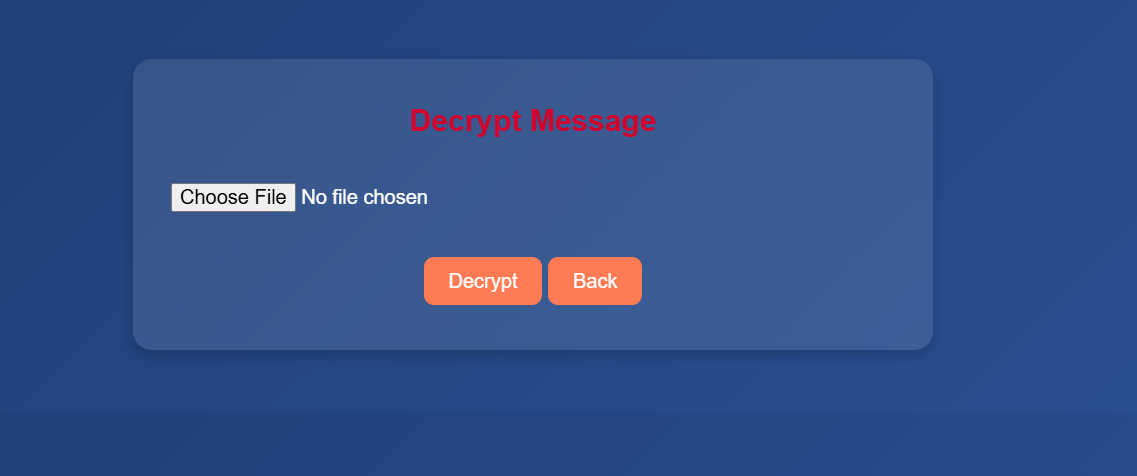 Decrypt Message
Choose File No file chosen
Decrypt Back